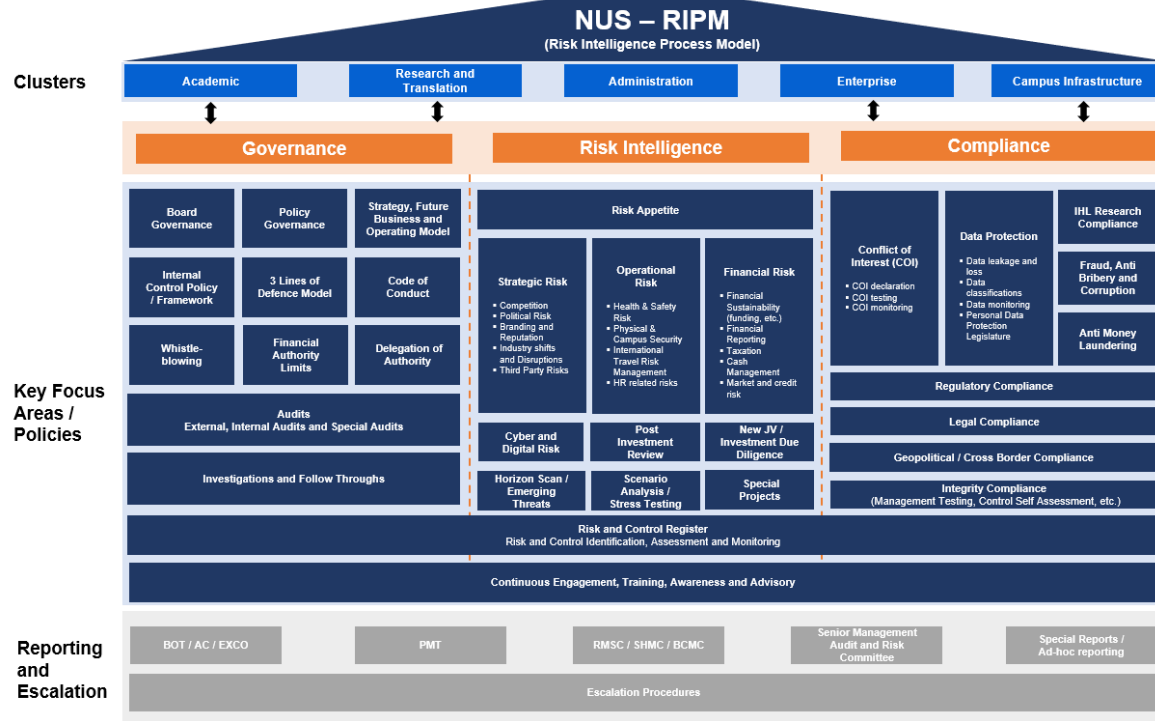 NUS – RIPM
(Risk Intelligence Process Model)
Clusters
Academic
Research and
Translation
Administration
Enterprise
Campus Infrastructure
Governance
Risk Intelligence
Compliance
Key Focus
Areas /
Policies
Board
Governance
Policy
Governance
Strategy, Future
Business and
Operating Model
Internal
Control Policy
/ Framework
3 Lines of
Defence Model
Code of
Conduct
Whistle-
blowing
Financial
Authority
Limits
Delegation of
Authority
Audits
External, Internal Audits and Special Audits
Investigations and Follow Throughs
Risk Appetite
Strategic Risk
▪ Competition
▪ Political Risk
▪ Branding and
Reputation
▪ Industry shifts
and Disruptions
▪ Third Party Risks
Operational
Risk
▪ Health & Safety
Risk
▪ Physical &
Campus Security
▪ International
Travel Risk
Management
▪ HR related risks
Financial Risk
▪ Financial
Sustainability
(funding, etc.)
▪ Financial
Reporting
▪ Taxation
▪ Cash
Management
▪ Market and credit
risk
Cyber and
Digital Risk
Post
Investment
Review
New JV /
Investment Due
Diligence
Horizon Scan /
Emerging
Threats
Scenario
Analysis /
Stress Testing
Special
Projects
Conflict of
Interest (COI)
▪ COI declaration
▪ COI testing
▪ COI monitoring
Data Protection
▪ Data leakage and
loss
▪ Data
classifications
▪ Data monitoring
▪ Personal Data
Protection
Legislature
IHL Research
Compliance
Fraud, Anti
Bribery and
Corruption
Anti Money
Laundering
Regulatory Compliance
Legal Compliance
Geopolitical / Cross Border Compliance
Integrity Compliance
(Management Testing, Control Self Assessment, etc.)
Risk and Control Register
Risk and Control Identification, Assessment and Monitoring
Continuous Engagement, Training, Awareness and Advisory
Reporting
and
Escalation
BOT / AC / EXCO
PMT
RMSC / SHMC / BCMC
Senior Management
Audit and Risk
Committee
Special Reports /
Ad-hoc reporting
Escalation Procedures